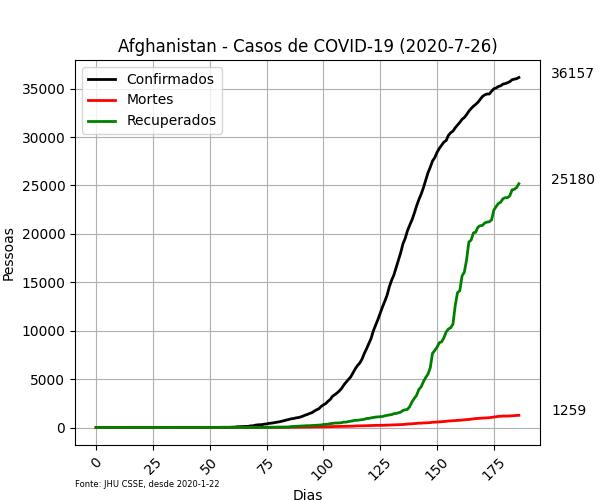 Afghanistan - Casos de COVID-19 (2020-7-26)
Confirmados
Mortes
Recuperados
36157
25180
1259
Pessoas
35000
30000
25000
20000
15000
10000
5000
0
0
25
50
75
100
125
150
175
Dias
Fonte: JHU CSSE, desde 2020-1-22